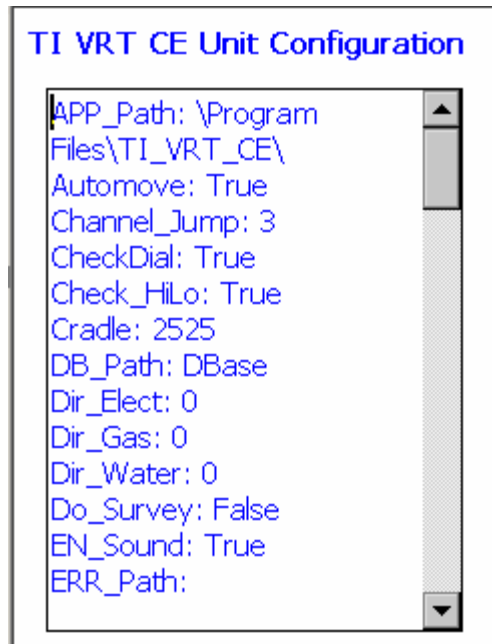 TI VRT CE Unit Configuration
APP_Path: \Program
Files\TI_VRT_CE\
Automove: True
Channel_Jump: 3
CheckDial: True
Check_HiLo: True
Cradle: 2525
DB_Path: DBase
Dir_Elect: 0
Dir_Gas: 0
Dir_Water: 0
Do_Survey: False
EN_Sound: True
ERR_Path: